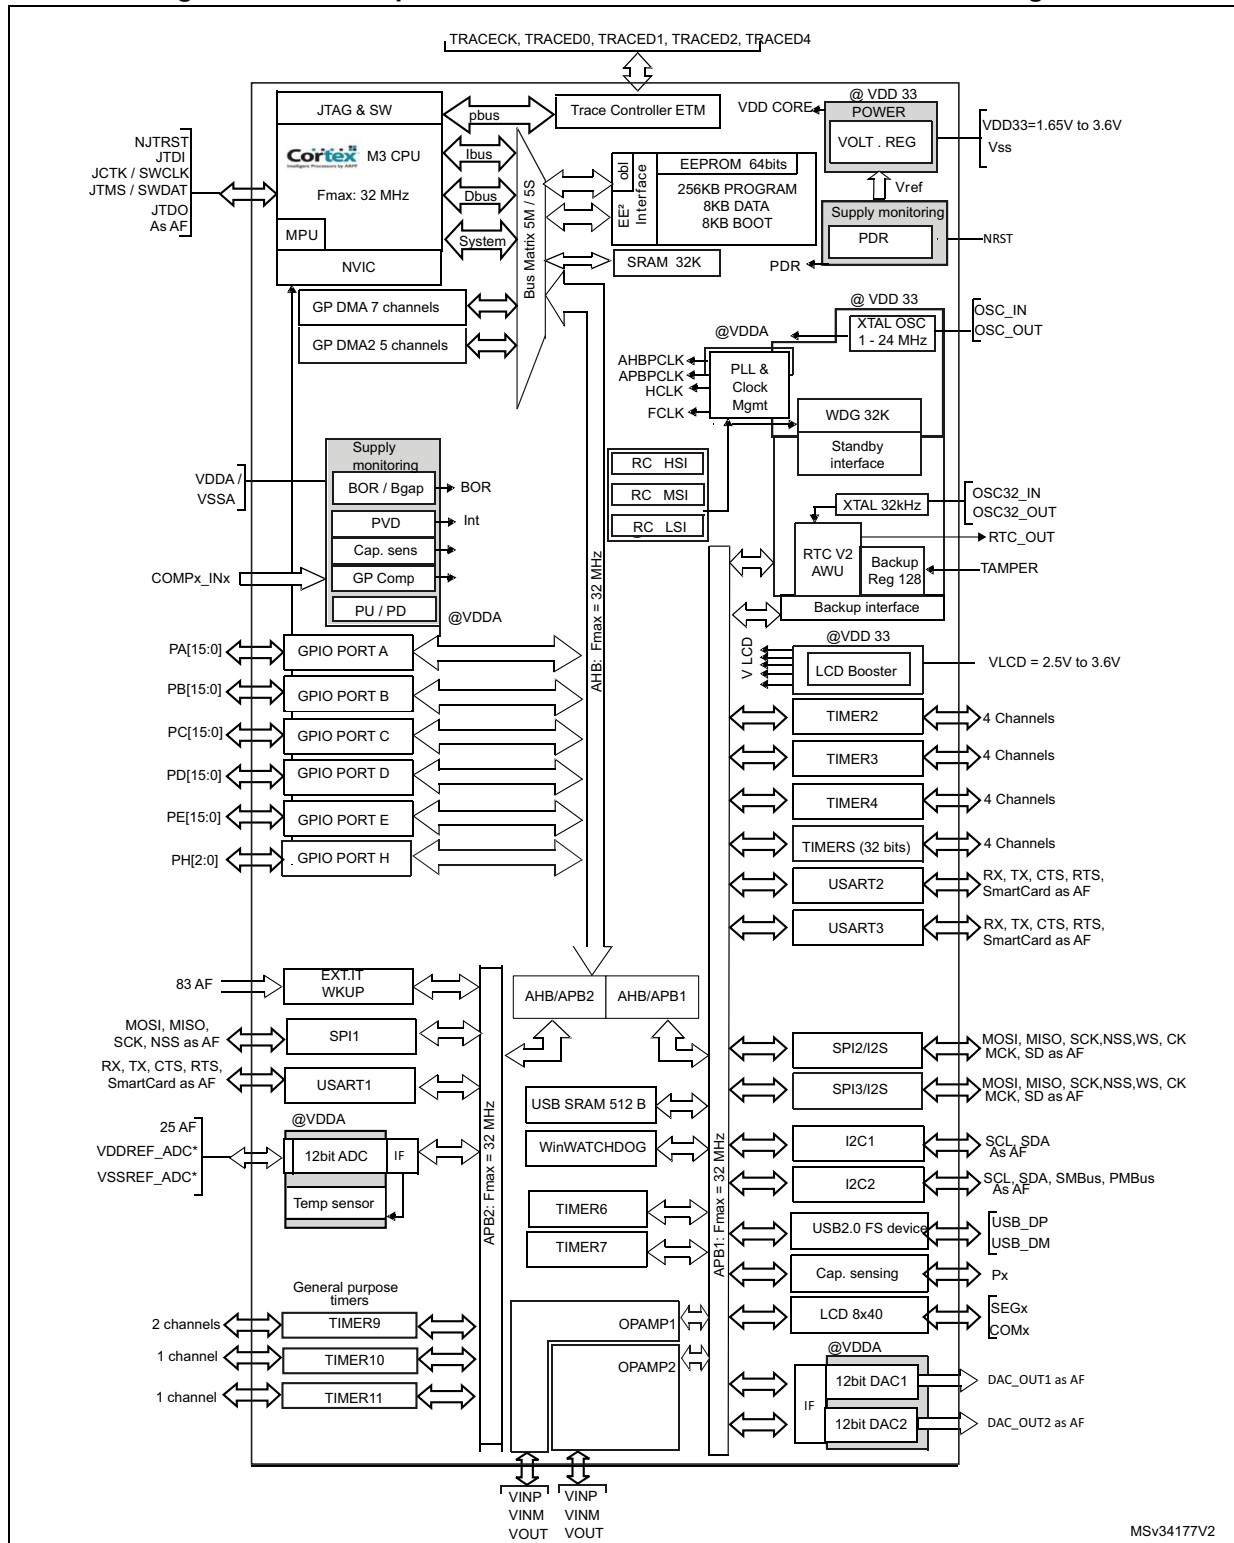 TRACECK, TRACED0, TRACED1, TRACED2, TRACED4
JTAG & SW
pbus
Trace Controller ETM
VDD CORE
@ VDD 33
POWER
VOLT . REG
VDD33=1.65V to 3.6V
Vss
NJTRST
JTDI
JCTK / SWCLK
JTMS / SWDAT
JTDO
As AF
Cortex
Intelligent Processors by ARM
M3 CPU
Fmax: 32 MHz
MPU
NVIC
Ibus
Dbus
System
Bus Matrix 5M / 5S
EE²
Interface
obl
EEPROM 64bits
256KB PROGRAM
8KB DATA
8KB BOOT
SRAM 32K
Vref
Supply monitoring
PDR
PDR
NRST
GP DMA 7 channels
GP DMA2 5 channels
@ VDD 33
XTAL OSC
1 - 24 MHz
OSC_IN
OSC_OUT
@VDDA
AHBPCLK
APBPCLK
HCLK
FCLK
PLL &
Clock
Mgmt
WDG 32K
Standby
interface
RC HSI
RC MSI
RC LSI
XTAL 32kHz
OSC32_IN
OSC32_OUT
RTC V2
AWU
RTC_OUT
Backup
Reg 128
TAMPER
Backup interface
VDDA /
VSSA
Supply
monitoring
BOR / Bgap
BOR
PVD
Int
Cap. sens
COMPx_INx
GP Comp
PU / PD
@VDDA
AHB: Fmax = 32 MHz
PA[15:0]
GPIO PORT A
PB[15:0]
GPIO PORT B
PC[15:0]
GPIO PORT C
PD[15:0]
GPIO PORT D
PE[15:0]
GPIO PORT E
PH[2:0]
GPIO PORT H
V LCD
@VDD 33
LCD Booster
VLCD = 2.5V to 3.6V
TIMER2
4 Channels
TIMER3
4 Channels
TIMER4
4 Channels
TIMERS (32 bits)
4 Channels
USART2
RX, TX, CTS, RTS,
SmartCard as AF
USART3
RX, TX, CTS, RTS,
SmartCard as AF
83 AF
EXT.IT
WKUP
AHB/APB2
AHB/APB1
MOSI, MISO,
SCK, NSS as AF
SPI1
RX, TX, CTS, RTS,
SmartCard as AF
USART1
APB2: Fmax = 32 MHz
@VDDA
25 AF
VDDREF_ADC*
VSSREF_ADC*
12bit ADC
IF
Temp sensor
USB SRAM 512 B
WinWATCHDOG
TIMER6
TIMER7
APB1: Fmax = 32 MHz
SPI2/I2S
MOSI, MISO, SCK,NSS,WS, CK
MCK, SD as AF
SPI3/I2S
MOSI, MISO, SCK,NSS,WS, CK
MCK, SD as AF
I2C1
SCL, SDA
As AF
I2C2
SCL, SDA, SMBus, PMBus
As AF
USB2.0 FS device
USB_DP
USB_DM
Cap. sensing
Px
LCD 8x40
SEGx
COMx
General purpose
timers
2 channels
TIMER9
1 channel
TIMER10
1 channel
TIMER11
OPAMP1
OPAMP2
@VDDA
IF
12bit DAC1
DAC_OUT1 as AF
12bit DAC2
DAC_OUT2 as AF
VINP
VINM
VOUT
VINP
VINM
VOUT
MSv34177V2